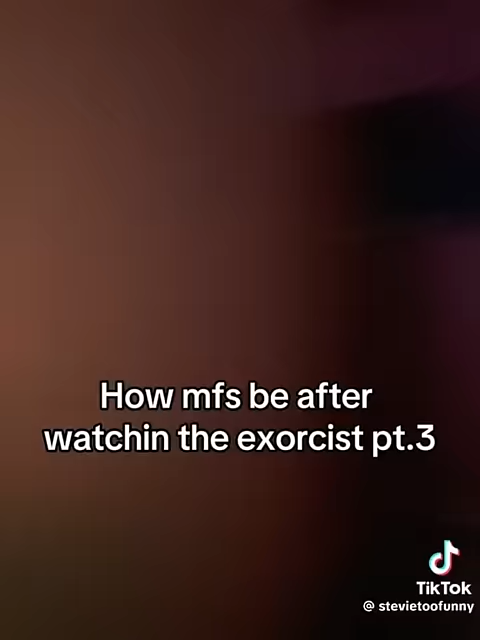 How mfs be after
watchin the exorcist pt.3
TikTok
@ stevietoofunny